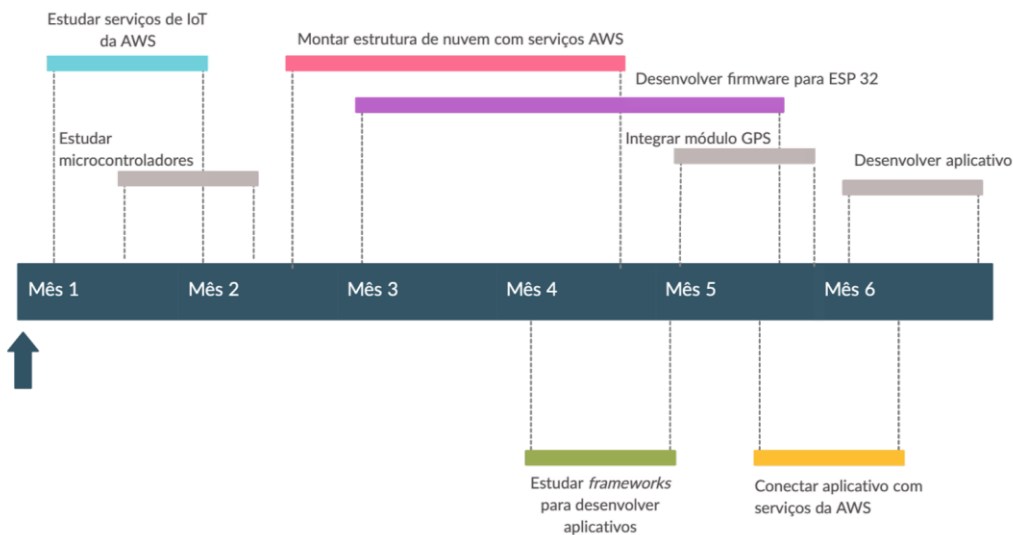 Estudar serviços de IoT
da AWS
Montar estrutura de nuvem com serviços AWS
Desenvolver firmware para ESP 32
Estudar
microcontroladores
Integrar módulo GPS
Desenvolver aplicativo
Mês 1
Mês 2
Mês 3
Mês 4
Mês 5
Mês 6
Estudar frameworks
para desenvolver
aplicativos
Conectar aplicativo com
serviços da AWS